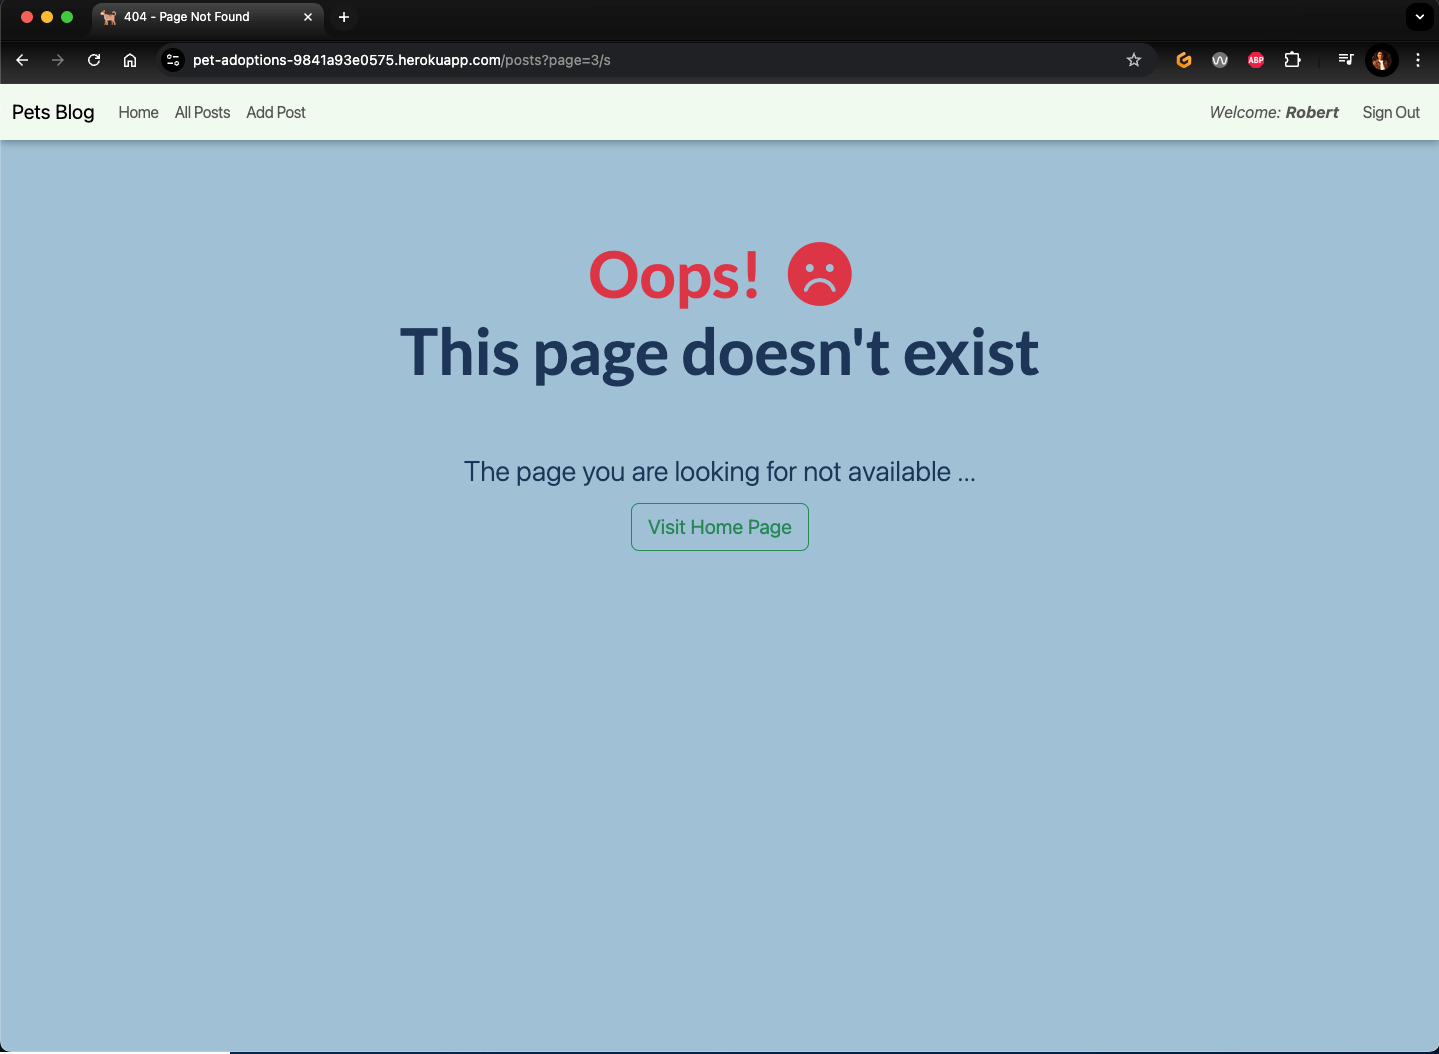 404 - Page Not Found
pet-adoptions-9841a93e0575.herokuapp.com/posts?page=3/s
ABP
Pets Blog Home All Posts Add Post Welcome: Robert Sign Out
Oops!
This page doesn't exist
The page you are looking for not available ...
Visit Home Page